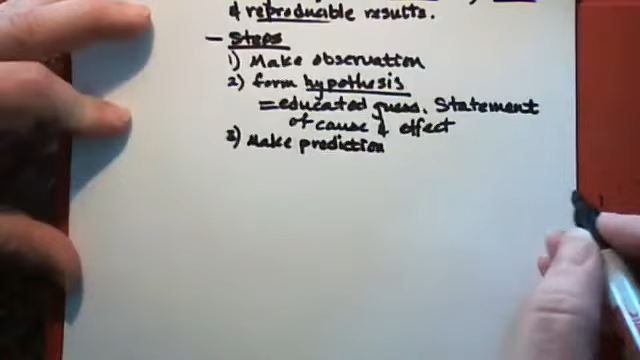 & reproducible results.
- Steps
1) Make observation
2) form hypothesis
= educated guess. Statement
of cause & effect
3) Make prediction